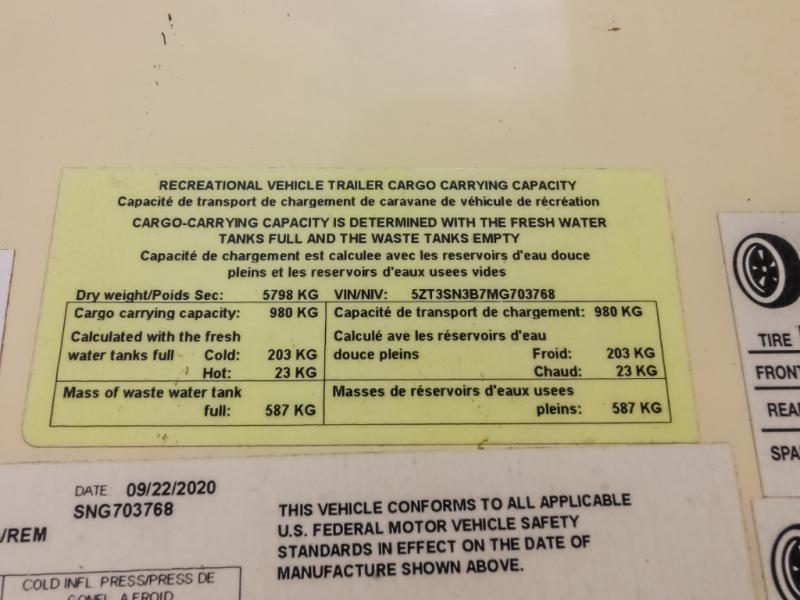 RECREATIONAL VEHICLE TRAILER CARGO CARRYING CAPACITY
Capacité de transport de chargement de caravane de véhicule de récréation
CARGO-CARRYING CAPACITY IS DETERMINED WITH THE FRESH WATER
TANKS FULL AND THE WASTE TANKS EMPTY
Capacité de chargement est calculee avec les reservoirs d'eau douce
pleins et les reservoirs d'eaux usees vides
Dry weight/Poids Sec: 5798 KG VIN/NIV: 5ZT3SN3B7MG703768
Cargo carrying capacity: 980 KG Capacité de transport de chargement: 980 KG
Calculated with the fresh Calculé ave les réservoirs d'eau
water tanks full Cold: 203 KG douce pleins Froid: 203 KG
Hot: 23 KG Chaud: 23 KG
Mass of waste water tank Masses de réservoirs d'eaux usees
full: 587 KG pleins: 587 KG
TIRE
FRONT
REA
SPA
DATE: 09/22/2020
SNG703768
/REM
THIS VEHICLE CONFORMS TO ALL APPLICABLE
U.S. FEDERAL MOTOR VEHICLE SAFETY
STANDARDS IN EFFECT ON THE DATE OF
MANUFACTURE SHOWN ABOVE.
COLD INFL. PRESS/PRESS DE
GONFL. A FROID